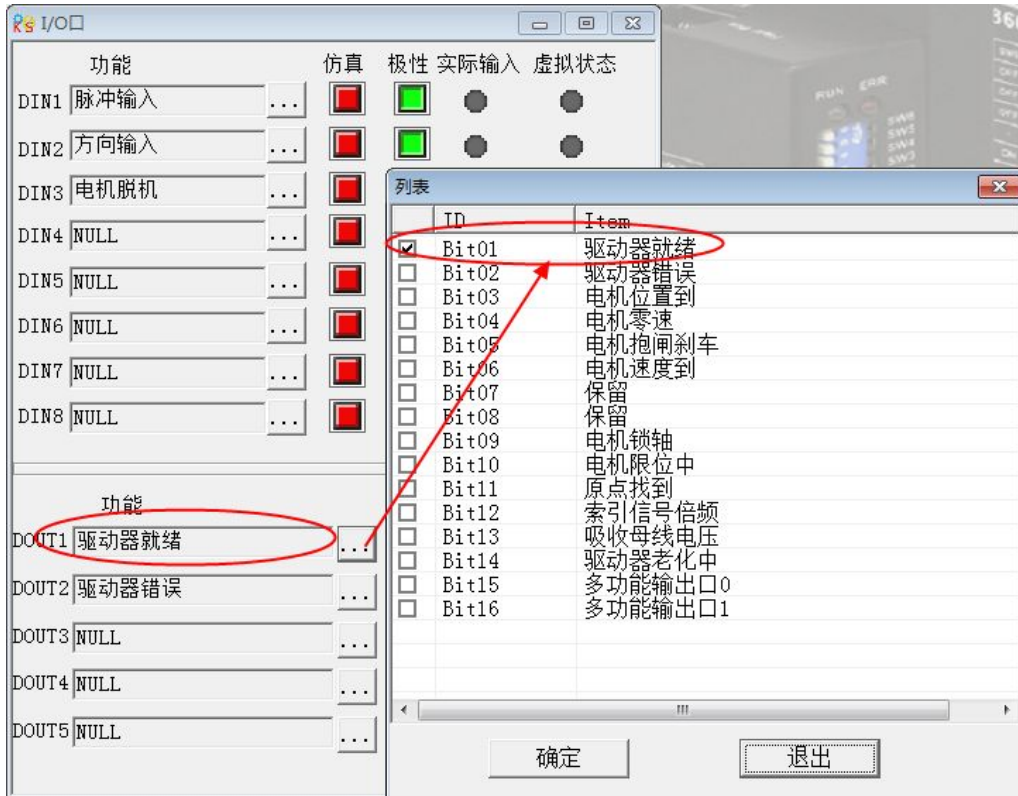 I/O口
功能 仿真 极性 实际输入 虚拟状态
DIN1 脉冲输入 ...
DIN2 方向输入 ...
DIN3 电机脱机 ...
DIN4 NULL ...
DIN5 NULL ...
DIN6 NULL ...
DIN7 NULL ...
DIN8 NULL ...
功能
DOUT1 驱动器就绪 ...
DOUT2 驱动器错误 ...
DOUT3 NULL ...
DOUT4 NULL ...
DOUT5 NULL ...
RUN ERR
SW6
SW5
SW4
SW3
列表
ID Item
Bit01 驱动器就绪
Bit02 驱动器错误
Bit03 电机位置到
Bit04 电机零速
Bit05 电机抱闸刹车
Bit06 电机速度到
Bit07 保留
Bit08 保留
Bit09 电机锁轴
Bit10 电机限位中
Bit11 原点找到
Bit12 索引信号倍频
Bit13 吸收母线电压
Bit14 驱动器老化中
Bit15 多功能输出口0
Bit16 多功能输出口1
确定 退出